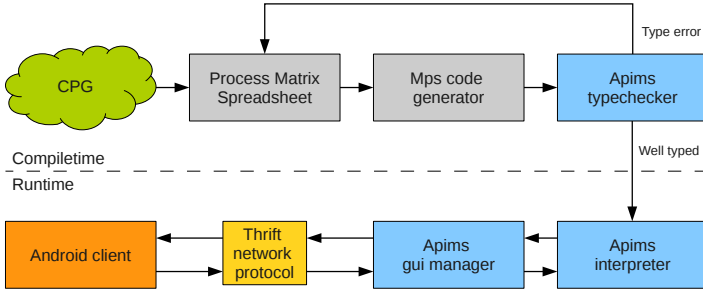 Type error
CPG
Process Matrix
Spreadsheet
Mps code
generator
Apims
typechecker
Well typed
Compiletime
Runtime
Android client
Thrift
network
protocol
Apims
gui manager
Apims
interpreter